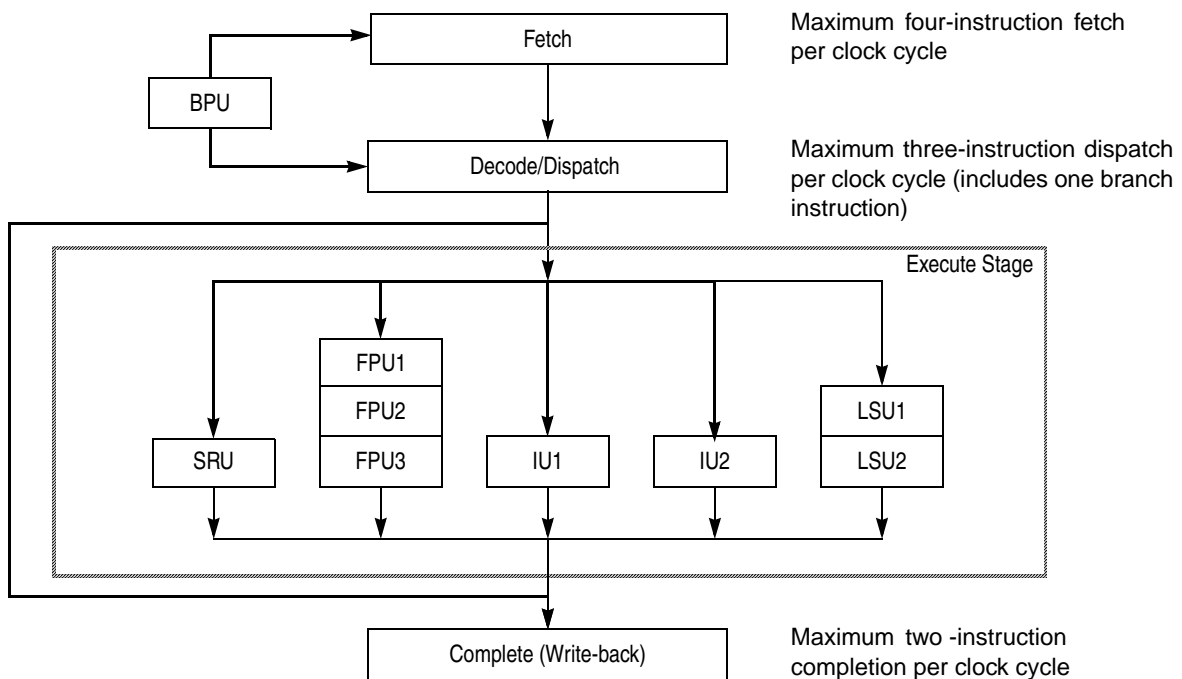 Fetch
Maximum four-instruction fetch
per clock cycle
BPU
Decode/Dispatch
Maximum three-instruction dispatch
per clock cycle (includes one branch
instruction)
Execute Stage
FPU1
FPU2
LSU1
SRU
FPU3
IU1
IU2
LSU2
Complete (Write-back)
Maximum two -instruction
completion per clock cycle